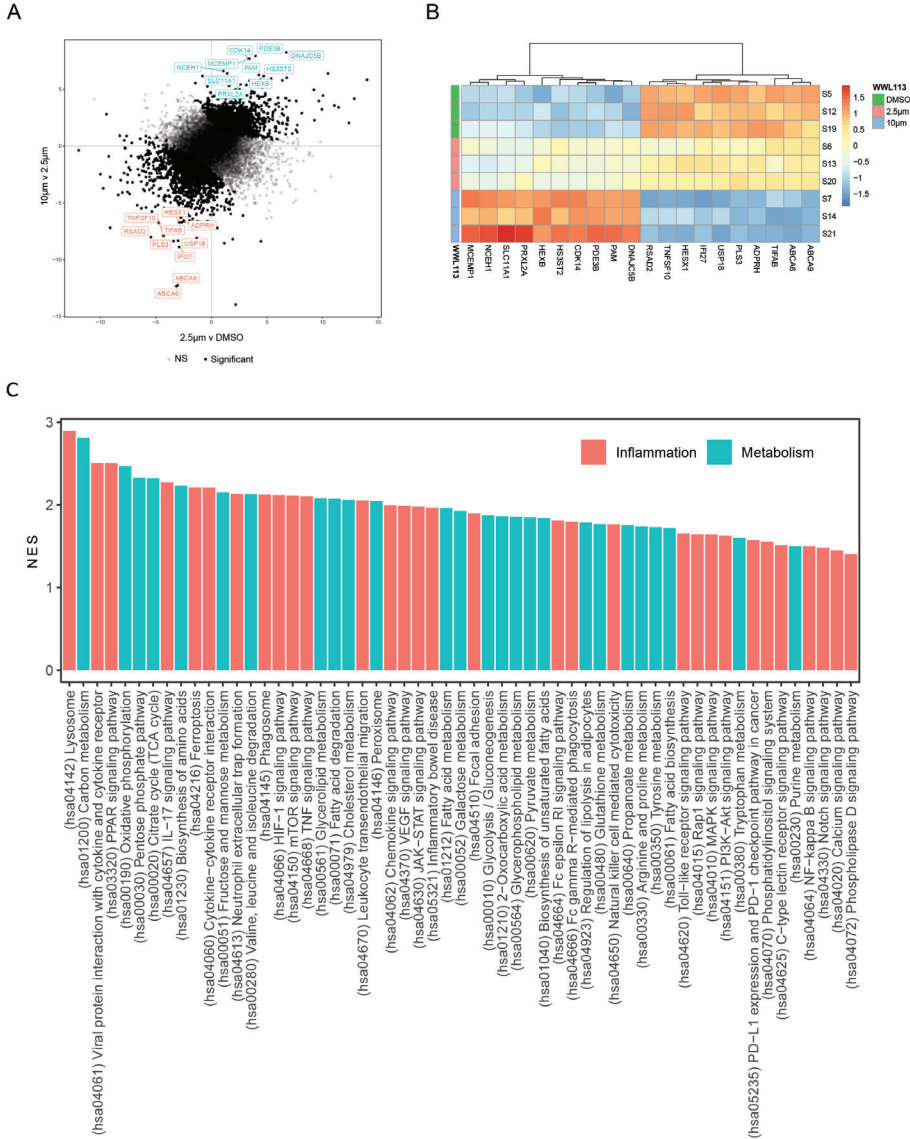 A
CDK14
PDE3B
MCEMP1
DNAJC5B
NCEH1
PAM
HS3ST2
SLC11A1
HEXB
PRXL2A
HESX1
TNFSF10
ADPRH
TIFAB
RSAD2
USP18
PLS3
IFI27
ABCA9
ABCA6
10
5
0
−5
−10
−15
10µm v 2.5µm
−10
−5
0
5
10
15
2.5µm v DMSO
NS
Significant
B
S5
S12
S19
S6
S13
S20
S7
S14
S21
WWL113
MCEMP1
NCEH1
SLC11A1
PRXL2A
HEXB
HS3ST2
CDK14
PDE3B
PAM
DNAJC5B
RSAD2
TNFSF10
HESX1
IFI27
USP18
PLS3
ADPRH
TIFAB
ABCA6
ABCA9
WWL113
DMSO
2.5µm
10µm
1.5
1
0.5
0
−0.5
−1
−1.5
C
Inflammation
Metabolism
3
2
1
0
NES
(hsa04142) Lysosome
(hsa01200) Carbon metabolism
(hsa04061) Viral protein interaction with cytokine and cytokine receptor
(hsa03320) PPAR signaling pathway
(hsa00190) Oxidative phosphorylation
(hsa00030) Pentose phosphate pathway
(hsa00020) Citrate cycle (TCA cycle)
(hsa04657) IL−17 signaling pathway
(hsa01230) Biosynthesis of amino acids
(hsa04216) Ferroptosis
(hsa04060) Cytokine−cytokine receptor interaction
(hsa00051) Fructose and mannose metabolism
(hsa04613) Neutrophil extracellular trap formation
(hsa00280) Valine, leucine and isoleucine degradation
(hsa04145) Phagosome
(hsa04066) HIF−1 signaling pathway
(hsa04150) mTOR signaling pathway
(hsa04668) TNF signaling pathway
(hsa00561) Glycerolipid metabolism
(hsa00071) Fatty acid degradation
(hsa04979) Cholesterol metabolism
(hsa04670) Leukocyte transendothelial migration
(hsa04146) Peroxisome
(hsa04062) Chemokine signaling pathway
(hsa04370) VEGF signaling pathway
(hsa04630) JAK−STAT signaling pathway
(hsa05321) Inflammatory bowel disease
(hsa01212) Fatty acid metabolism
(hsa00052) Galactose metabolism
(hsa04510) Focal adhesion
(hsa00010) Glycolysis / Gluconeogenesis
(hsa01210) 2−Oxocarboxylic acid metabolism
(hsa00564) Glycerophospholipid metabolism
(hsa00620) Pyruvate metabolism
(hsa01040) Biosynthesis of unsaturated fatty acids
(hsa04664) Fc epsilon RI signaling pathway
(hsa04666) Fc gamma R−mediated phagocytosis
(hsa04923) Regulation of lipolysis in adipocytes
(hsa00480) Glutathione metabolism
(hsa04650) Natural killer cell mediated cytotoxicity
(hsa00640) Propanoate metabolism
(hsa00330) Arginine and proline metabolism
(hsa00350) Tyrosine metabolism
(hsa00061) Fatty acid biosynthesis
(hsa04620) Toll−like receptor signaling pathway
(hsa04015) Rap1 signaling pathway
(hsa04010) MAPK signaling pathway
(hsa04151) PI3K−Akt signaling pathway
(hsa00380) Tryptophan metabolism
(hsa05235) PD−L1 expression and PD−1 checkpoint pathway in cancer
(hsa04070) Phosphatidylinositol signaling system
(hsa04625) C−type lectin receptor signaling pathway
(hsa00230) Purine metabolism
(hsa04064) NF−kappa B signaling pathway
(hsa04330) Notch signaling pathway
(hsa04020) Calcium signaling pathway
(hsa04072) Phospholipase D signaling pathway